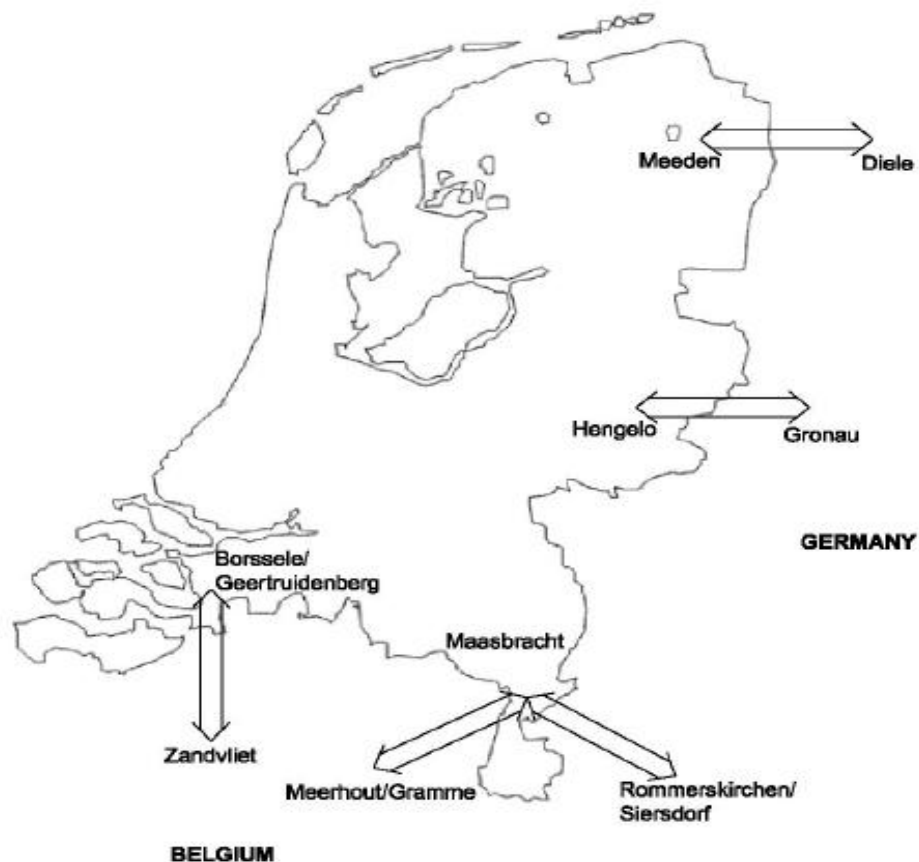 Meeden
Diele
Hengelo
Gronau
GERMANY
Borssele/
Geertruidenberg
Maasbracht
Zandvliet
Meerhout/Gramme
Rommerskirchen/
Siersdorf
BELGIUM